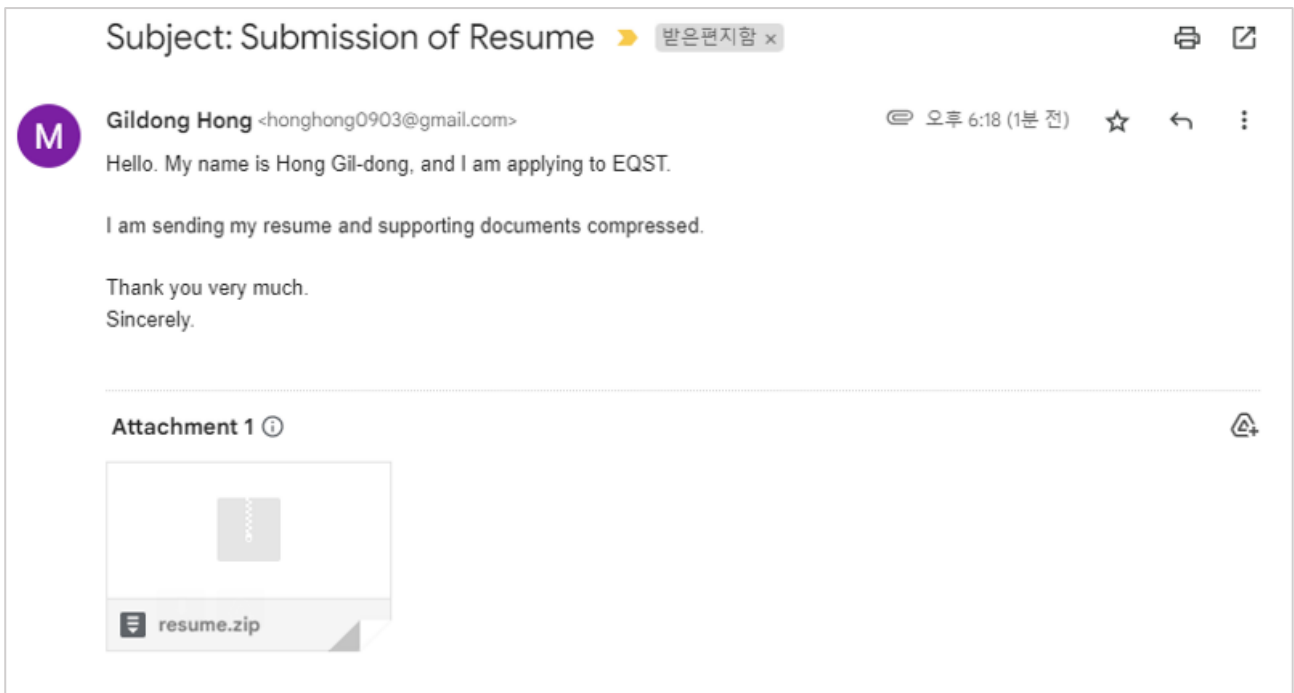 Subject: Submission of Resume 받은편지함 ×
M
Gildong Hong <honghong0903@gmail.com> 오후 6:18 (1분 전)
Hello. My name is Hong Gil-dong, and I am applying to EQST.
I am sending my resume and supporting documents compressed.
Thank you very much.
Sincerely.
Attachment 1
resume.zip